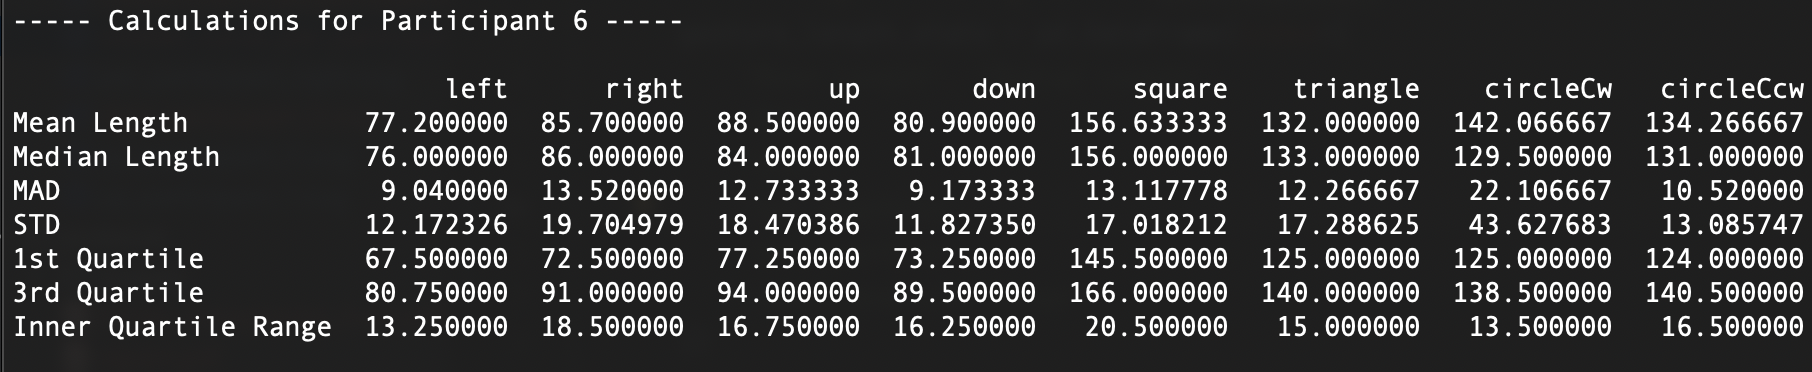 ----- Calculations for Participant 6 -----
left right up down square triangle circleCw circleCcw
Mean Length 77.200000 85.700000 88.500000 80.900000 156.633333 132.000000 142.066667 134.266667
Median Length 76.000000 86.000000 84.000000 81.000000 156.000000 133.000000 129.500000 131.000000
MAD 9.040000 13.520000 12.733333 9.173333 13.117778 12.266667 22.106667 10.520000
STD 12.172326 19.704979 18.470386 11.827350 17.018212 17.288625 43.627683 13.085747
1st Quartile 67.500000 72.500000 77.250000 73.250000 145.500000 125.000000 125.000000 124.000000
3rd Quartile 80.750000 91.000000 94.000000 89.500000 166.000000 140.000000 138.500000 140.500000
Inner Quartile Range 13.250000 18.500000 16.750000 16.250000 20.500000 15.000000 13.500000 16.500000